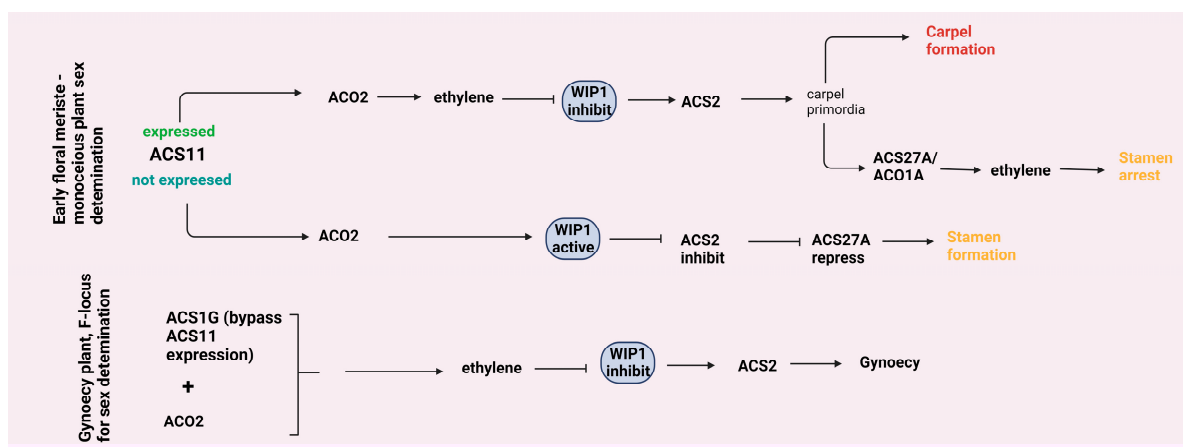 Early floral meriste -
monoceious plant sex
detemination
expressed
ACS11
not expreesed
ACO2
ethylene
WIP1
inhibit
ACS2
carpel
primordia
Carpel
formation
ACS27A/
ACO1A
ethylene
Stamen
arrest
ACO2
WIP1
active
ACS2
inhibit
ACS27A
repress
Stamen
formation
Gynoecy plant, F-locus
for sex detemination
ACS1G (bypass
ACS11
expression)
+
ACO2
ethylene
WIP1
inhibit
ACS2
Gynoecy